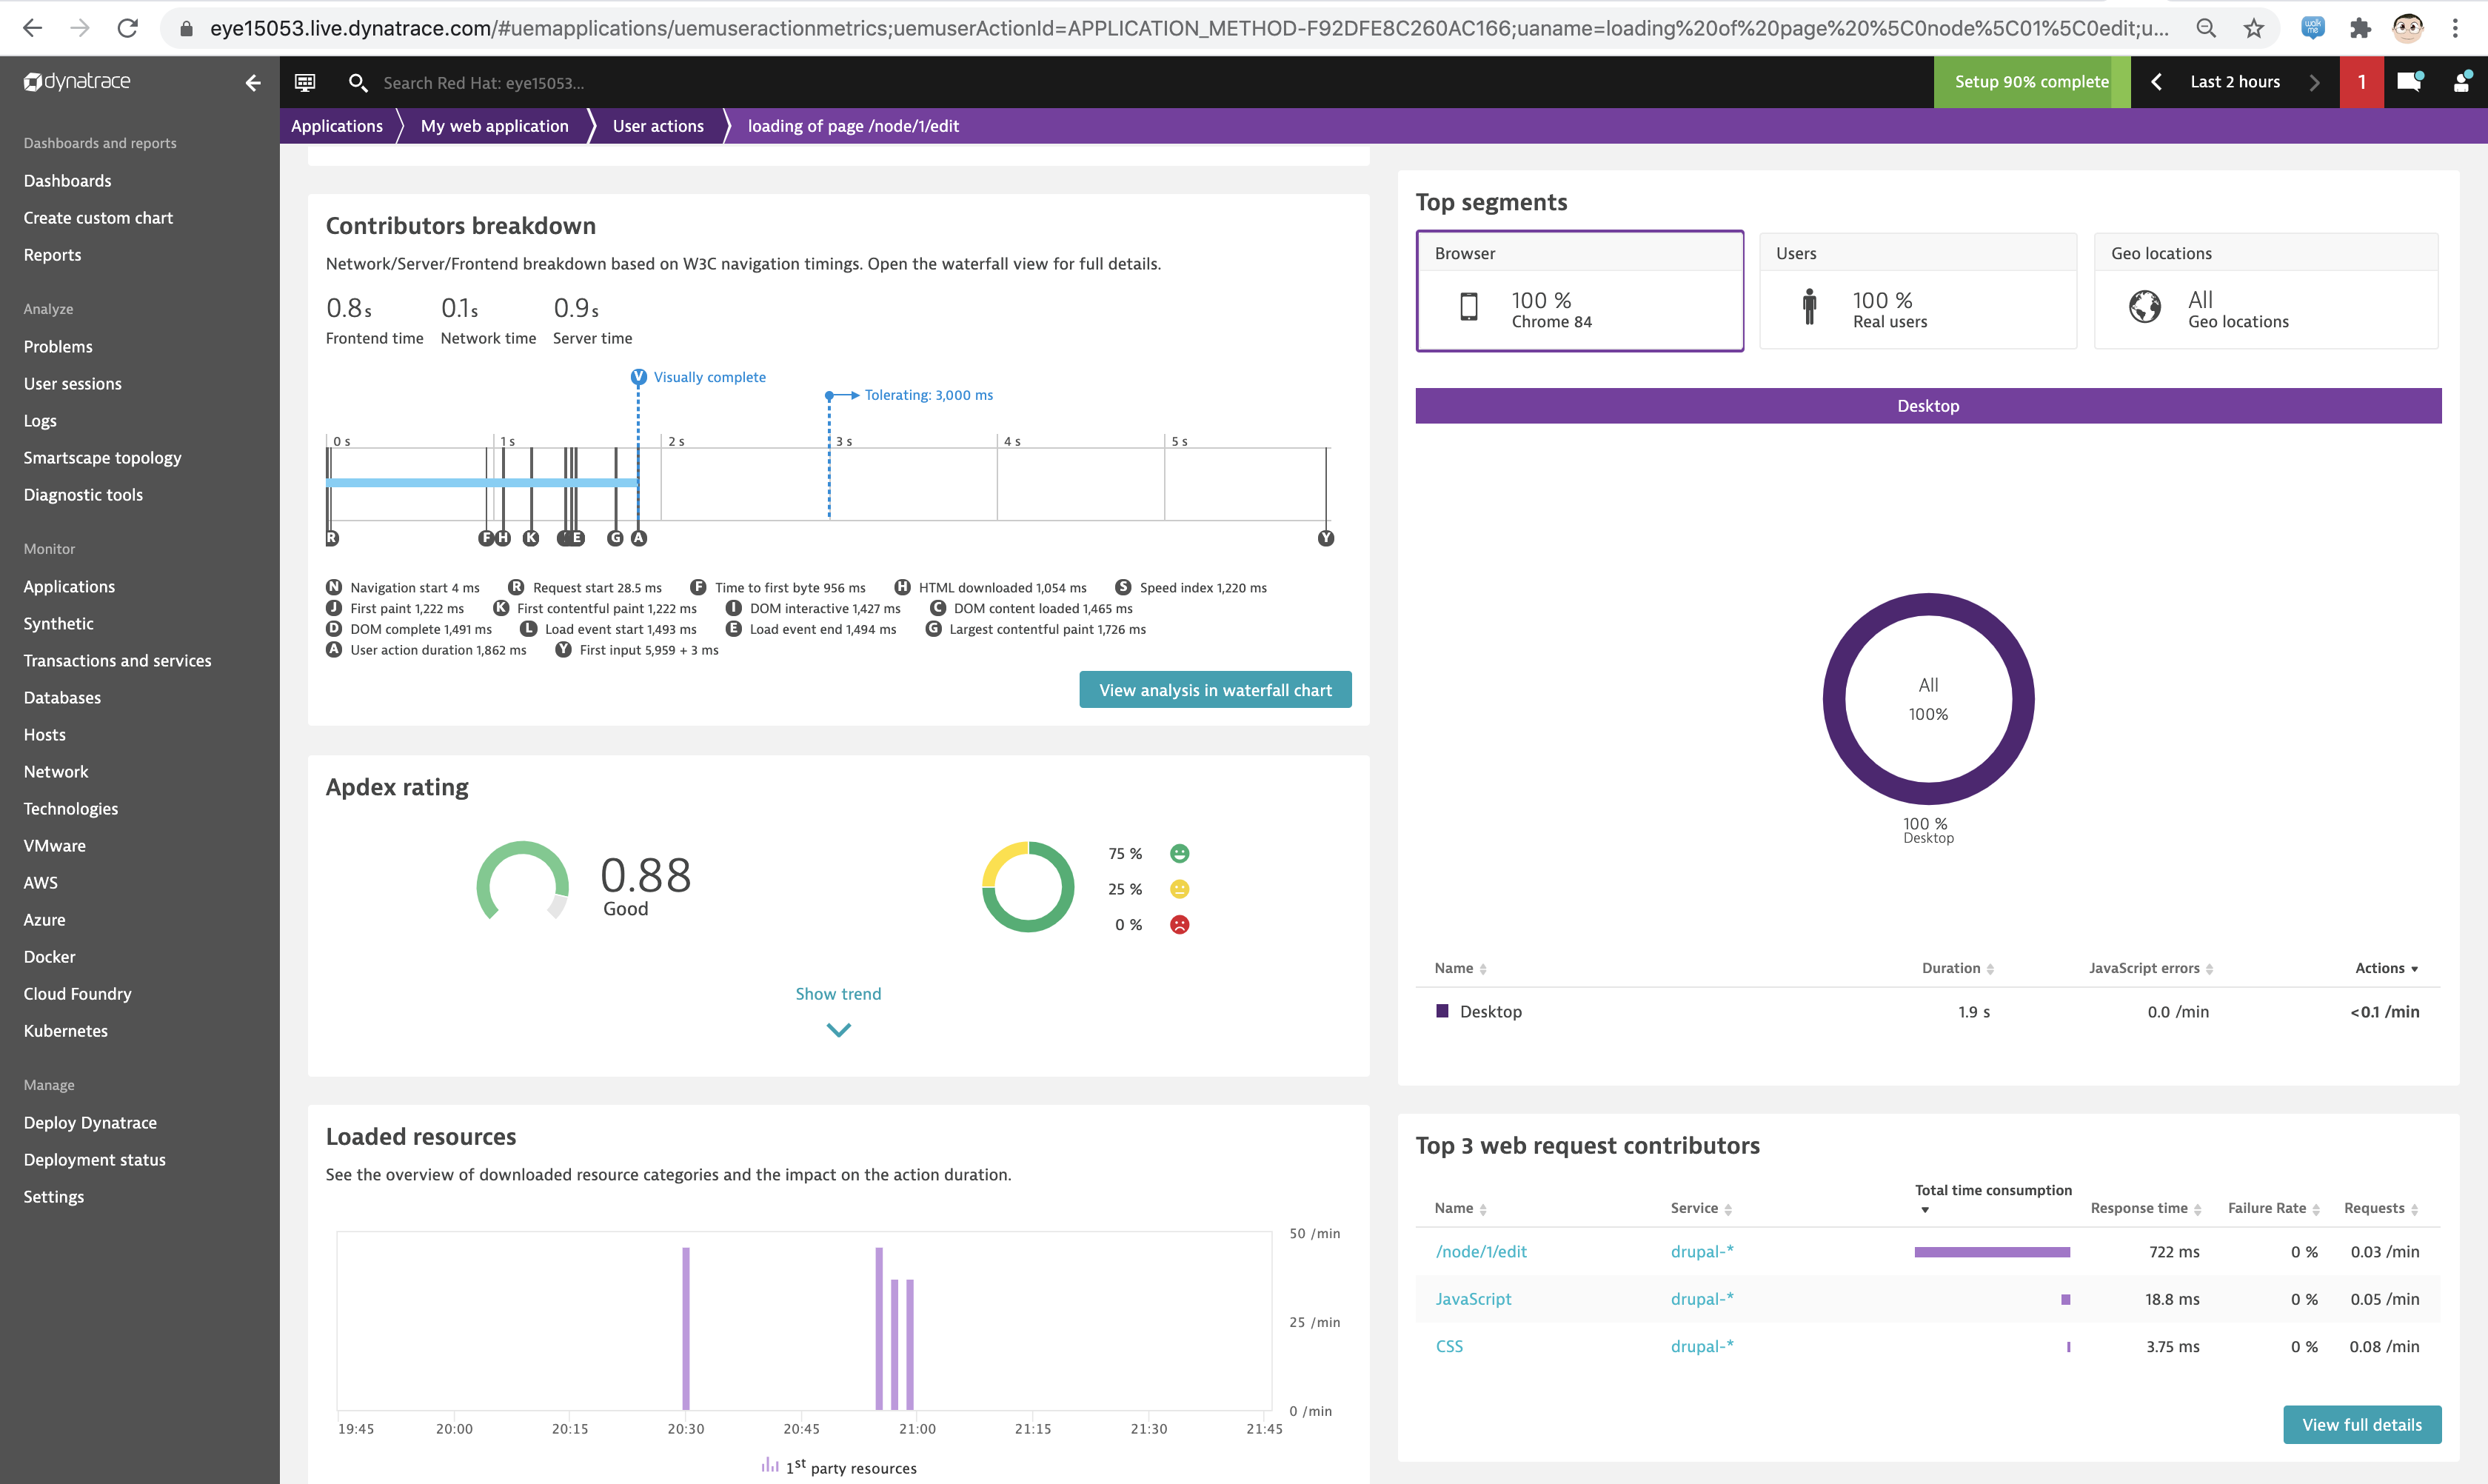 eye15053.live.dynatrace.com/#uemapplications/uemuseractionmetrics;uemuserActionId=APPLICATION_METHOD-F92DFE8C260AC166;uaname=loading%20of%20page%20%5C0node%5C01%5C0edit;u...
walk me
dynatrace
Search Red Hat: eye15053...
Setup 90% complete
Last 2 hours
1
Applications
My web application
User actions
loading of page /node/1/edit
Dashboards and reports
Dashboards
Create custom chart
Reports
Analyze
Problems
User sessions
Logs
Smartscape topology
Diagnostic tools
Monitor
Applications
Synthetic
Transactions and services
Databases
Hosts
Network
Technologies
VMware
AWS
Azure
Docker
Cloud Foundry
Kubernetes
Manage
Deploy Dynatrace
Deployment status
Settings
Contributors breakdown
Network/Server/Frontend breakdown based on W3C navigation timings. Open the waterfall view for full details.
0.8 s 0.1 s 0.9 s
Frontend time Network time Server time
V Visually complete
Tolerating: 3,000 ms
0 s 1 s 2 s 3 s 4 s 5 s
R F H K E G A Y
N Navigation start 4 ms R Request start 28.5 ms F Time to first byte 956 ms H HTML downloaded 1,054 ms S Speed index 1,220 ms
J First paint 1,222 ms K First contentful paint 1,222 ms I DOM interactive 1,427 ms C DOM content loaded 1,465 ms
D DOM complete 1,491 ms L Load event start 1,493 ms E Load event end 1,494 ms G Largest contentful paint 1,726 ms
A User action duration 1,862 ms Y First input 5,959 + 3 ms
View analysis in waterfall chart
Apdex rating
0.88
Good
75 %
25 %
0 %
Show trend
Loaded resources
See the overview of downloaded resource categories and the impact on the action duration.
50 /min
25 /min
0 /min
19:45 20:00 20:15 20:30 20:45 21:00 21:15 21:30 21:45
1st party resources
Top segments
Browser
100 %
Chrome 84
Users
100 %
Real users
Geo locations
All
Geo locations
Desktop
All
100%
100 %
Desktop
Name Duration JavaScript errors Actions
Desktop 1.9 s 0.0 /min <0.1 /min
Top 3 web request contributors
Name Service Total time consumption Response time Failure Rate Requests
/node/1/edit drupal-* 722 ms 0 % 0.03 /min
JavaScript drupal-* 18.8 ms 0 % 0.05 /min
CSS drupal-* 3.75 ms 0 % 0.08 /min
View full details